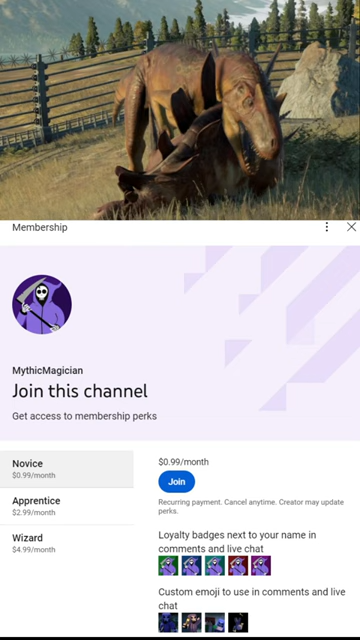 Membership
MythicMagician
Join this channel
Get access to membership perks
Novice
$0.99/month
Apprentice
$2.99/month
Wizard
$4.99/month
$0.99/month
Join
Recurring payment. Cancel anytime. Creator may update
perks.
Loyalty badges next to your name in
comments and live chat
Custom emoji to use in comments and live
chat